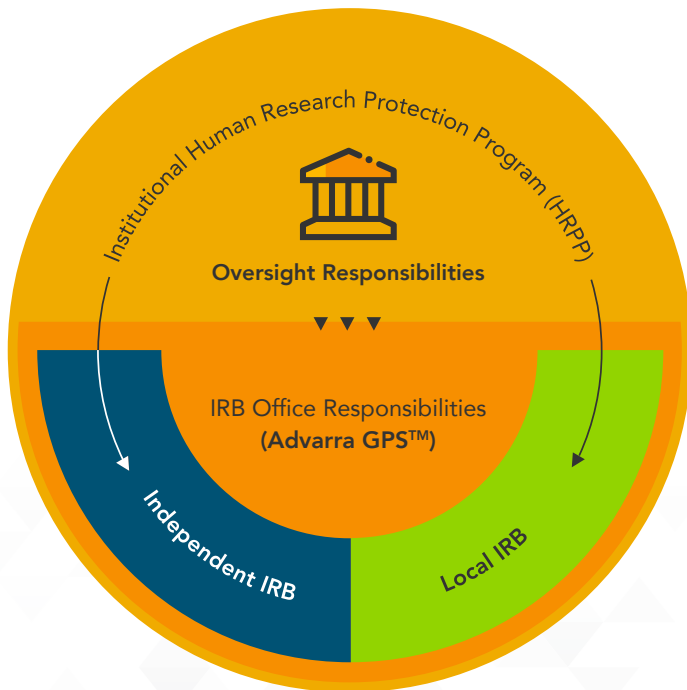 Institutional Human Research Protection Program (HRPP)
Oversight Responsibilities
IRB Office Responsibilities
(Advarra GPS™)
Independent IRB
Local IRB